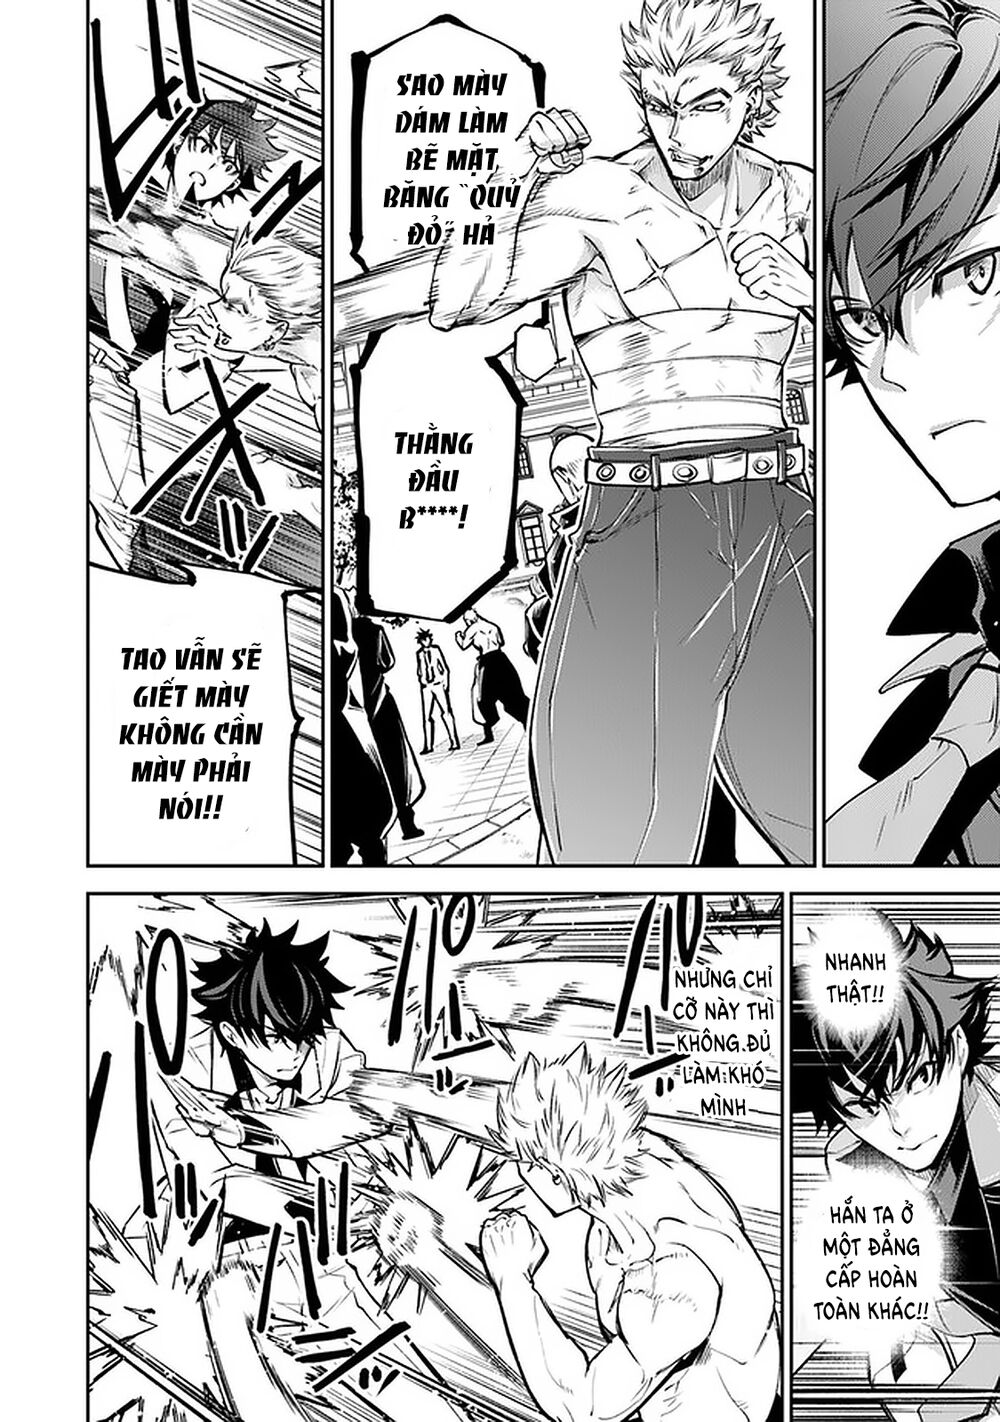 SAO MÀY
DÁM LÀM
BẼ MẶT
BĂNG "QUỶ
ĐỎ" HẢ
THẰNG
ĐẦU
B****!
TAO VẪN SẼ
GIẾT MÀY
KHÔNG CẦN
MÀY PHẢI
NÓI!!
NHANH
THẬT!!
HẮN TA Ở
MỘT ĐẲNG
CẤP HOÀN
TOÀN KHÁC!!
NHƯNG CHỈ
CỠ NÀY THÌ
KHÔNG ĐỦ
LÀM KHÓ
MÌNH